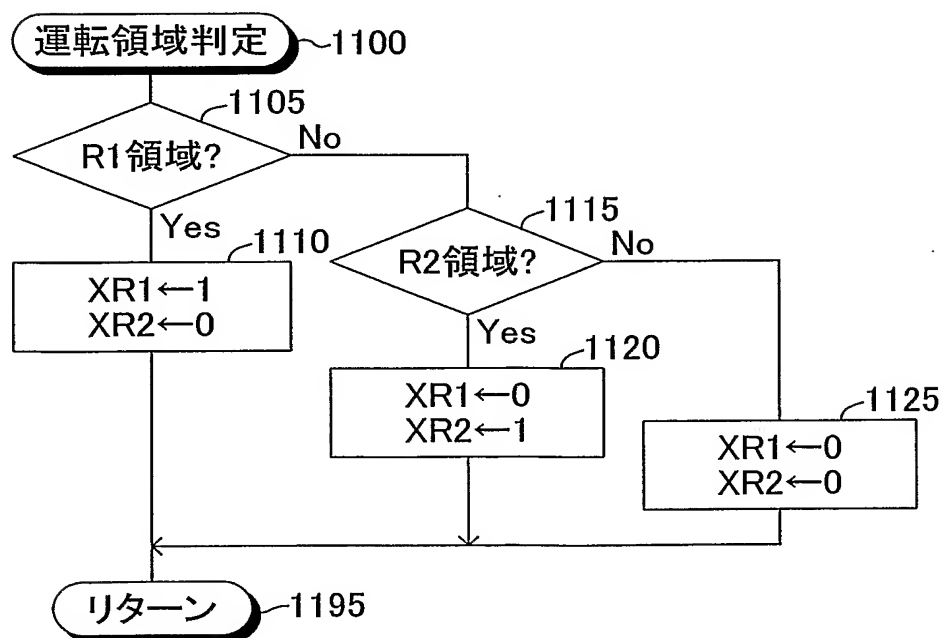 運転領域判定
1100
1105
R1領域?
No
Yes
1110
XR1←1
XR2←0
1115
R2領域?
No
Yes
1120
XR1←0
XR2←1
1125
XR1←0
XR2←0
リターン
1195